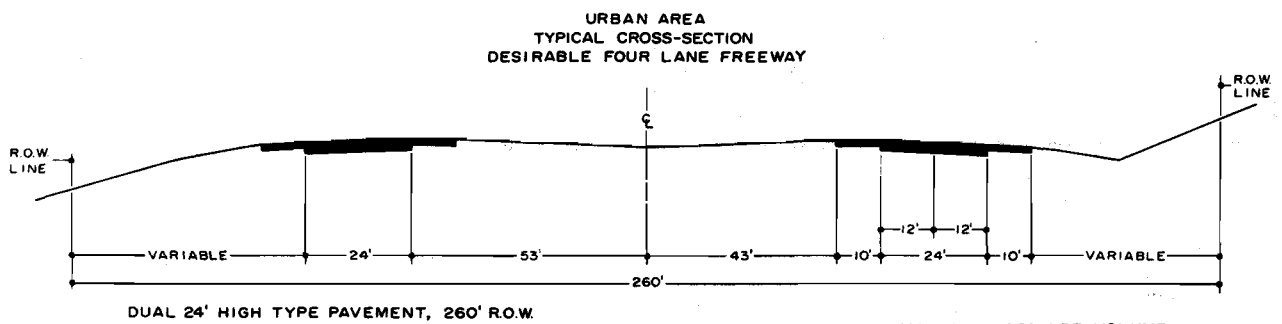 URBAN AREA
TYPICAL CROSS-SECTION
DESIRABLE FOUR LANE FREEWAY
R.O.W.
LINE
℄
R.O.W.
LINE
12' 12'
VARIABLE 24' 53' 43' 10' 24' 10' VARIABLE
260'
DUAL 24' HIGH TYPE PAVEMENT, 260' R.O.W.